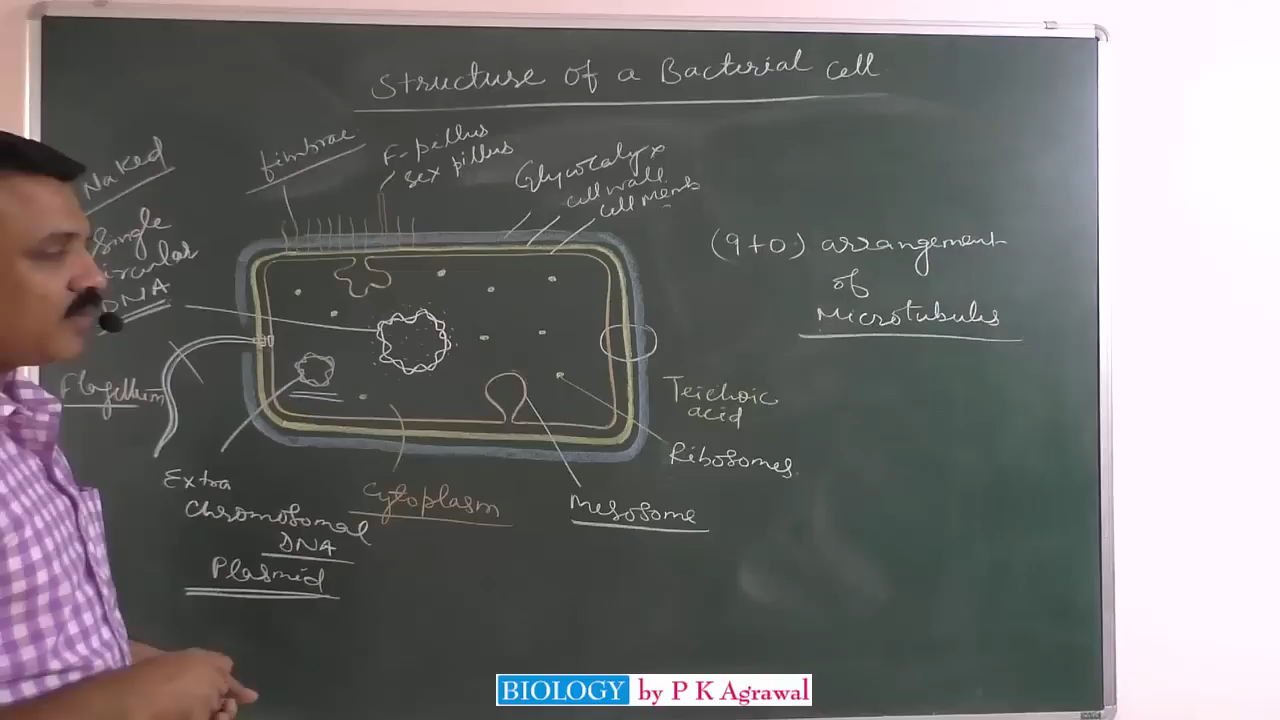 Structure of a Bacterial cell
Naked
Single
circular
DNA
fimbrae
F-pillus
sex pillus
Glycocalyx
cell wall
cell memb
(9+0) arrangement
of
Microtubules
Flagellum
Teichoic
acid
Ribosomes
Extra
chromosomal
DNA
Plasmid
Cytoplasm
Mesosome
BIOLOGY by P K Agrawal